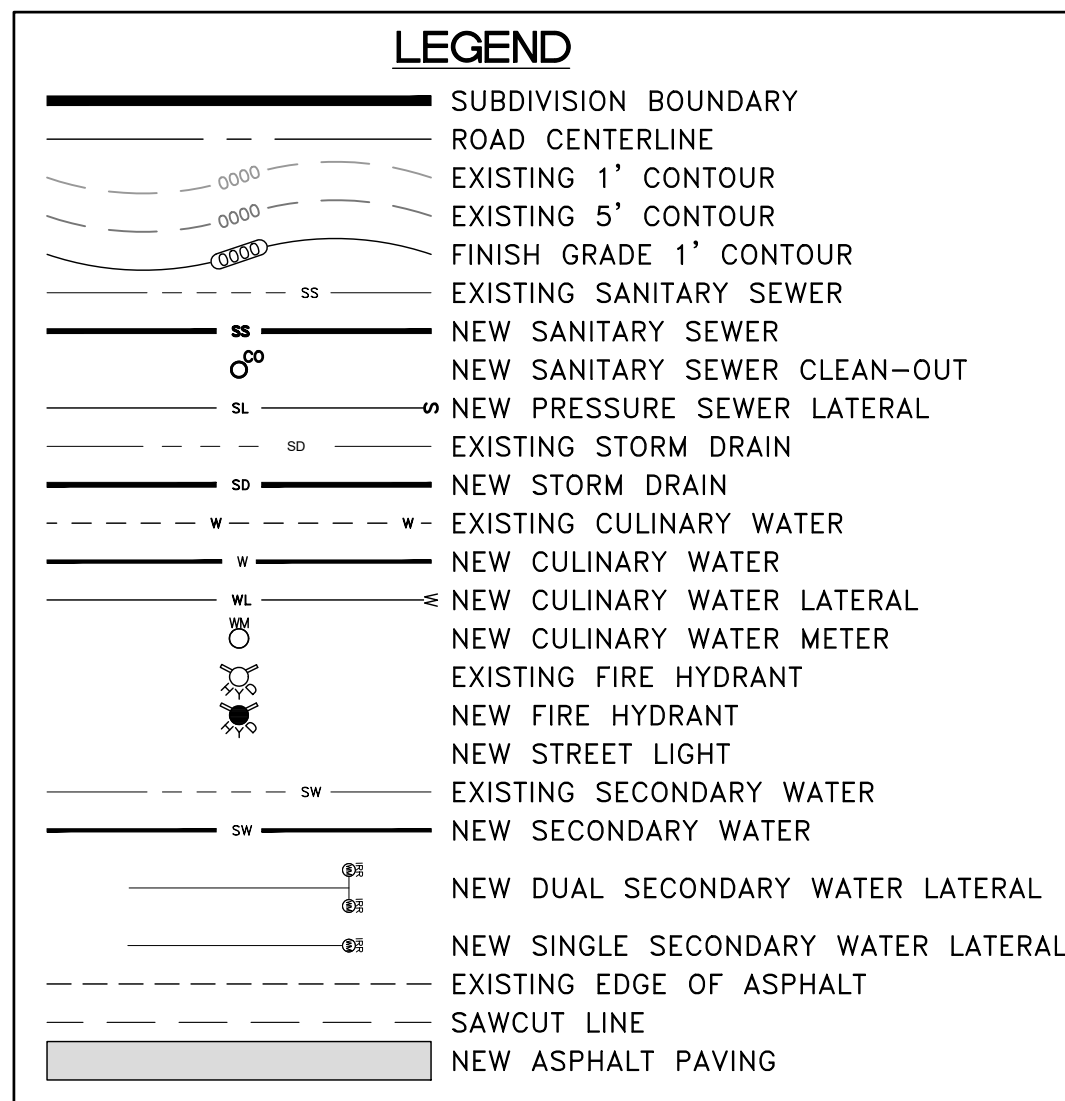 LEGEND
SUBDIVISION BOUNDARY
ROAD CENTERLINE
0000 EXISTING 1' CONTOUR
0000 EXISTING 5' CONTOUR
0000 FINISH GRADE 1' CONTOUR
SS EXISTING SANITARY SEWER
SS NEW SANITARY SEWER
CO NEW SANITARY SEWER CLEAN-OUT
SL S NEW PRESSURE SEWER LATERAL
SD EXISTING STORM DRAIN
SD NEW STORM DRAIN
W W EXISTING CULINARY WATER
W NEW CULINARY WATER
WL W NEW CULINARY WATER LATERAL
WM NEW CULINARY WATER METER
HYD EXISTING FIRE HYDRANT
HYD NEW FIRE HYDRANT
NEW STREET LIGHT
SW EXISTING SECONDARY WATER
SW NEW SECONDARY WATER
W IRR
W IRR NEW DUAL SECONDARY WATER LATERAL
W IRR NEW SINGLE SECONDARY WATER LATERAL
EXISTING EDGE OF ASPHALT
SAWCUT LINE
NEW ASPHALT PAVING